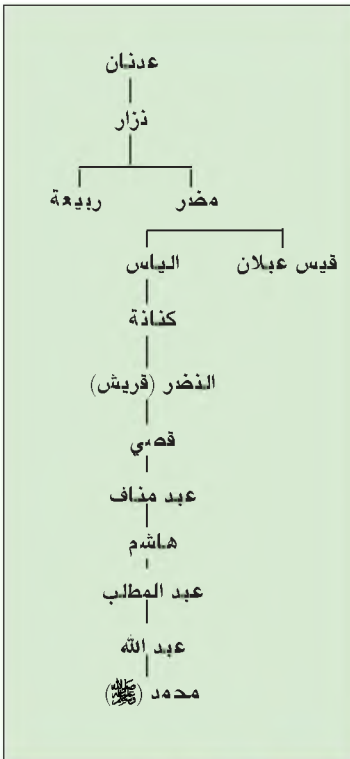 عدنان
نزار
مضر ربيعة
قيس عبلان الياس
كنانة
النضر (قريش)
قصي
عبد مناف
هاشم
عبد المطلب
عبد الله
محمد (ﷺ)